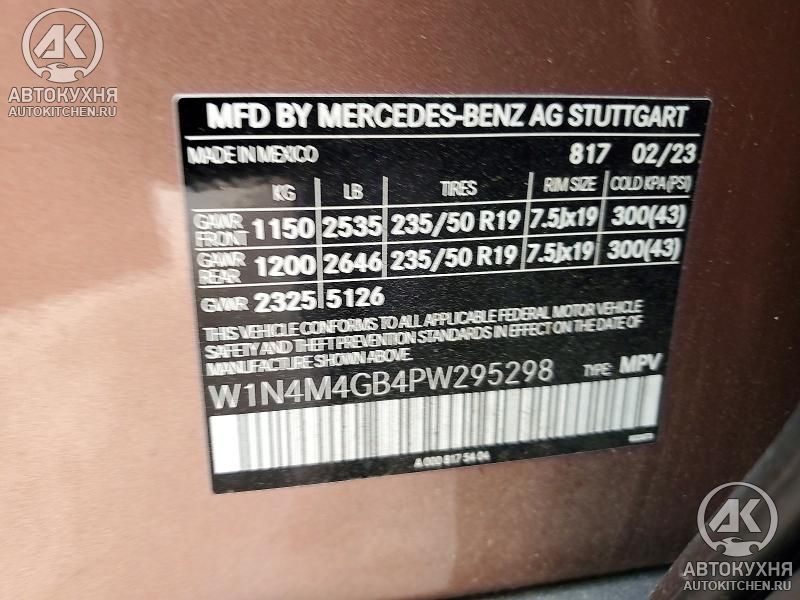 АК
АВТОКУХНЯ
AUTOKITCHEN.RU
MFD BY MERCEDES-BENZ AG STUTTGART
MADE IN MEXICO 817 02/23
KG LB TIRES RIM SIZE COLD KPA(PSI)
GAWR FRONT 1150 2535 235/50 R19 7.5Jx19 300(43)
GAWR REAR 1200 2646 235/50 R19 7.5Jx19 300(43)
GVWR 2325 5126
THIS VEHICLE CONFORMS TO ALL APPLICABLE FEDERAL MOTOR VEHICLE
SAFETY AND THEFT PREVENTION STANDARDS IN EFFECT ON THE DATE OF
MANUFACTURE SHOWN ABOVE.
W1N4M4GB4PW295298 TYPE: MPV
A 000 817 54 04
АК
АВТОКУХНЯ
AUTOKITCHEN.RU